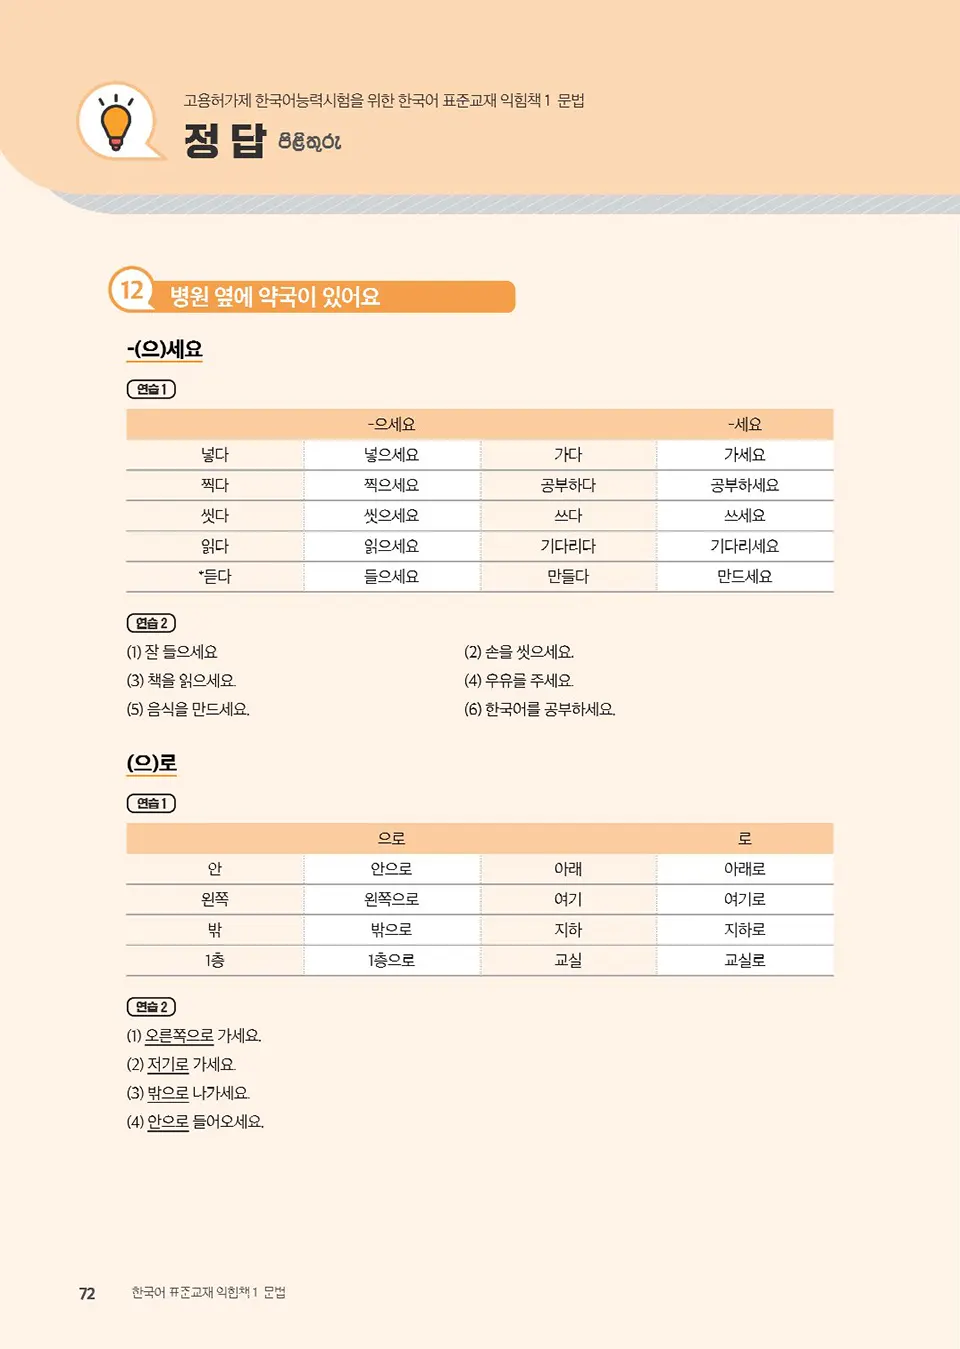 고용허가제 한국어능력시험을 위한 한국어 표준교재 익힘책 1 문법
정답 පිළිතුරු
12 병원 옆에 약국이 있어요
-(으)세요
연습 1
-으세요 -세요
넣다 넣으세요 가다 가세요
찍다 찍으세요 공부하다 공부하세요
씻다 씻으세요 쓰다 쓰세요
읽다 읽으세요 기다리다 기다리세요
*듣다 들으세요 만들다 만드세요
연습 2
(1) 잘 들으세요 (2) 손을 씻으세요.
(3) 책을 읽으세요. (4) 우유를 주세요.
(5) 음식을 만드세요. (6) 한국어를 공부하세요.
(으)로
연습 1
으로 로
안 안으로 아래 아래로
왼쪽 왼쪽으로 여기 여기로
밖 밖으로 지하 지하로
1층 1층으로 교실 교실로
연습 2
(1) 오른쪽으로 가세요.
(2) 저기로 가세요.
(3) 밖으로 나가세요.
(4) 안으로 들어오세요.
72 한국어 표준교재 익힘책 1 문법